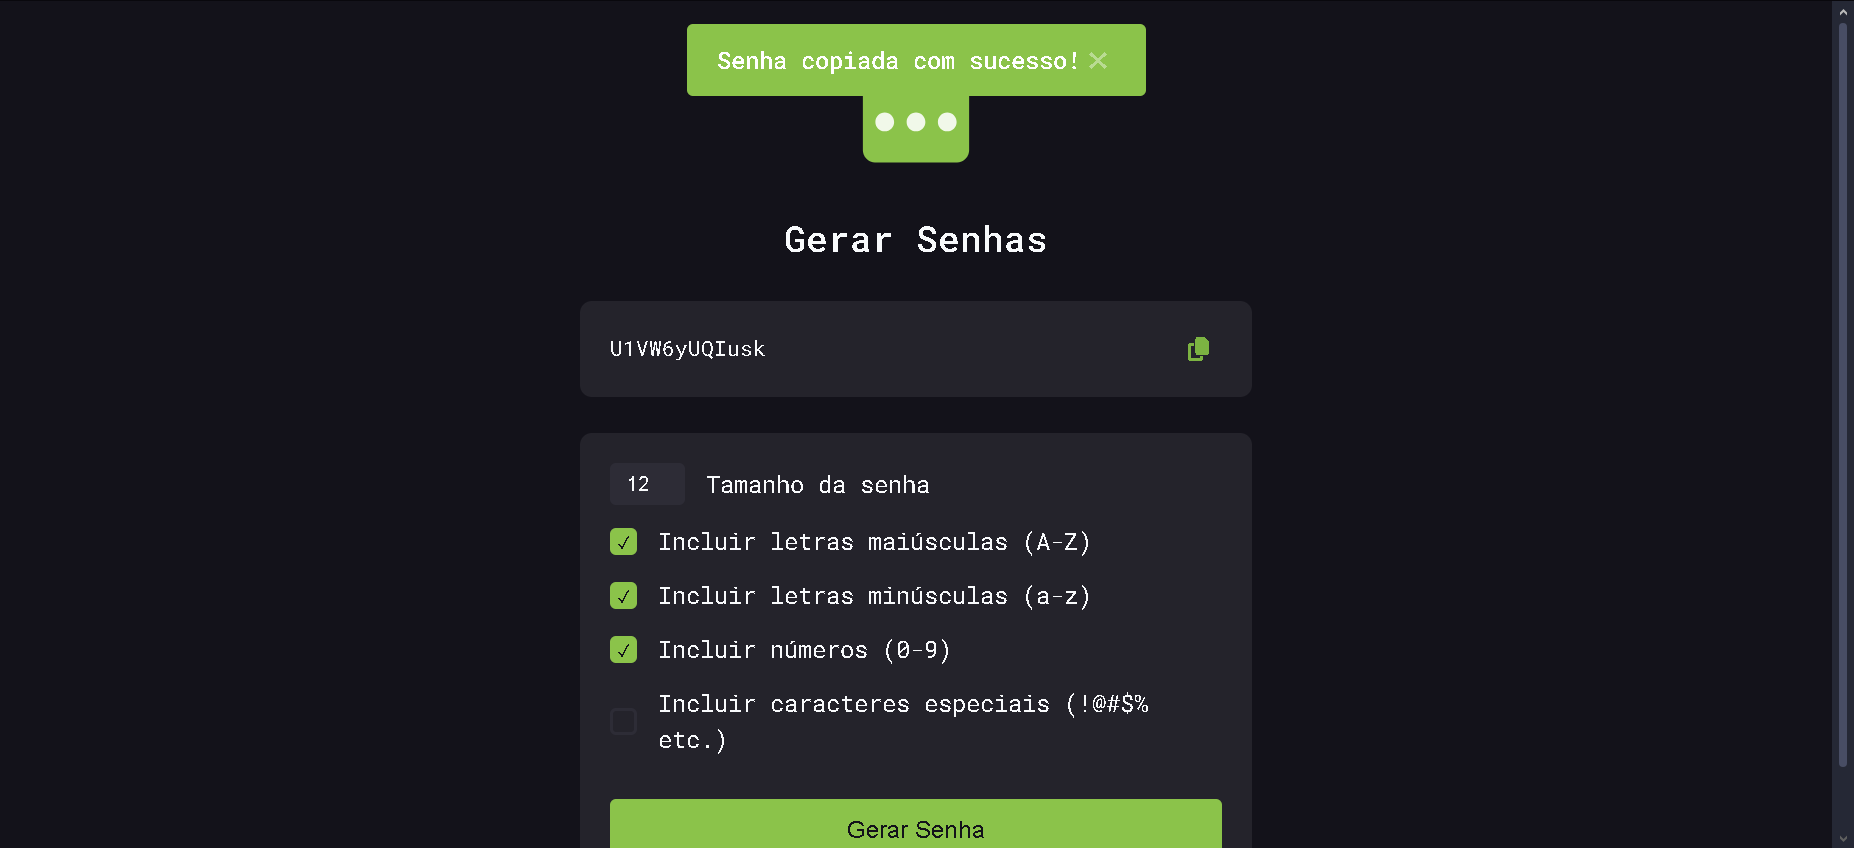 Senha copiada com sucesso! ×
Gerar Senhas
U1VW6yUQIusk
12 Tamanho da senha
Incluir letras maiúsculas (A-Z)
Incluir letras minúsculas (a-z)
Incluir números (0-9)
Incluir caracteres especiais (!@#$%
etc.)
Gerar Senha